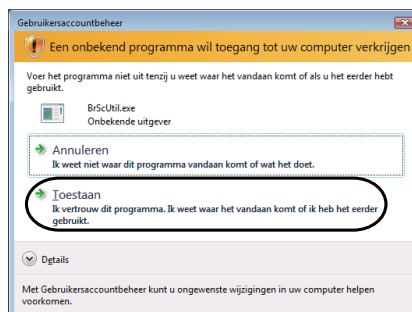 Gebruikersaccountbeheer
Een onbekend programma wil toegang tot uw computer verkrijgen
Voer het programma niet uit tenzij u weet waar het vandaan komt of als u het eerder hebt
gebruikt.
BrScUtil.exe
Onbekende uitgever
Annuleren
Ik weet niet waar dit programma vandaan komt of wat het doet.
Toestaan
Ik vertrouw dit programma. Ik weet waar het vandaan komt of ik heb het eerder
gebruikt.
Details
Met Gebruikersaccountbeheer kunt u ongewenste wijzigingen in uw computer helpen
voorkomen.